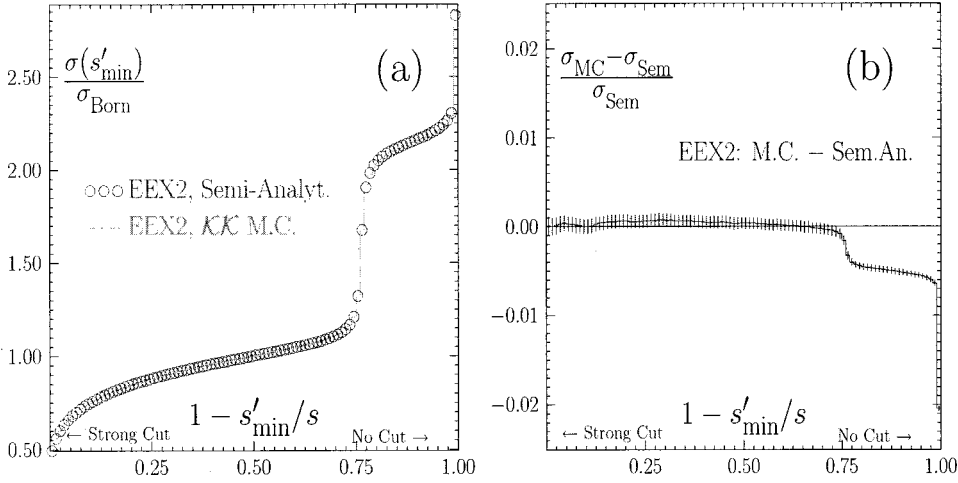 σ(s′min)
σBorn
(a)
2.50
2.00
1.50
1.00
0.50
○○○ EEX2, Semi-Analyt.
EEX2, KK M.C.
1 − s′min/s
← Strong Cut
No Cut →
0.25
0.50
0.75
1.00
σMC−σSem
σSem
(b)
0.02
0.01
0.00
−0.01
−0.02
EEX2: M.C. − Sem.An.
1 − s′min/s
← Strong Cut
No Cut →
0.25
0.50
0.75
1.00